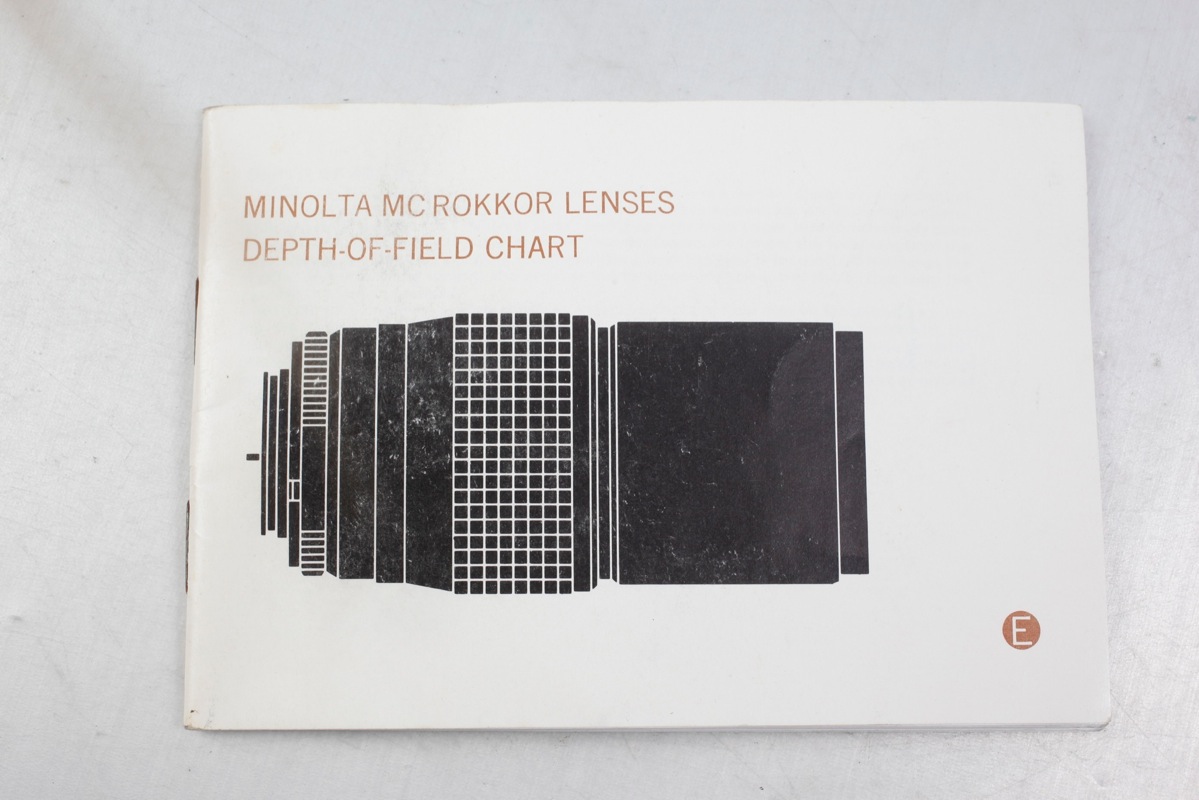 MINOLTA MC ROKKOR LENSES
DEPTH-OF-FIELD CHART
E